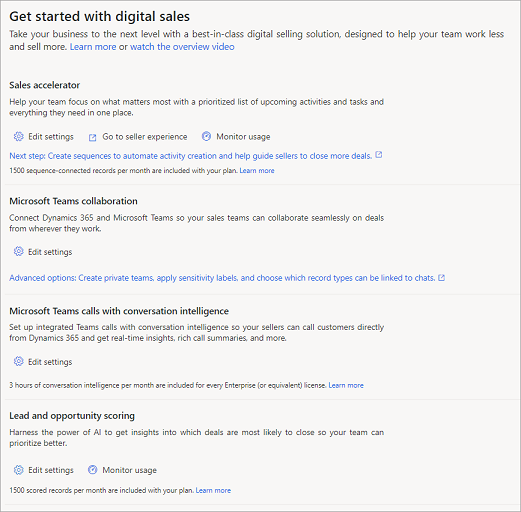 Get started with digital sales
Take your business to the next level with a best-in-class digital selling solution, designed to help your team work less
and sell more. Learn more or watch the overview video
Sales accelerator
Help your team focus on what matters most with a prioritized list of upcoming activities and tasks and
everything they need in one place.
Edit settings Go to seller experience Monitor usage
Next step: Create sequences to automate activity creation and help guide sellers to close more deals.
1500 sequence-connected records per month are included with your plan. Learn more
Microsoft Teams collaboration
Connect Dynamics 365 and Microsoft Teams so your sales teams can collaborate seamlessly on deals
from wherever they work.
Edit settings
Advanced options: Create private teams, apply sensitivity labels, and choose which record types can be linked to chats.
Microsoft Teams calls with conversation intelligence
Set up integrated Teams calls with conversation intelligence so your sellers can call customers directly
from Dynamics 365 and get real-time insights, rich call summaries, and more.
Edit settings
3 hours of conversation intelligence per month are included for every Enterprise (or equivalent) license. Learn more
Lead and opportunity scoring
Harness the power of AI to get insights into which deals are most likely to close so your team can
prioritize better.
Edit settings Monitor usage
1500 scored records per month are included with your plan. Learn more